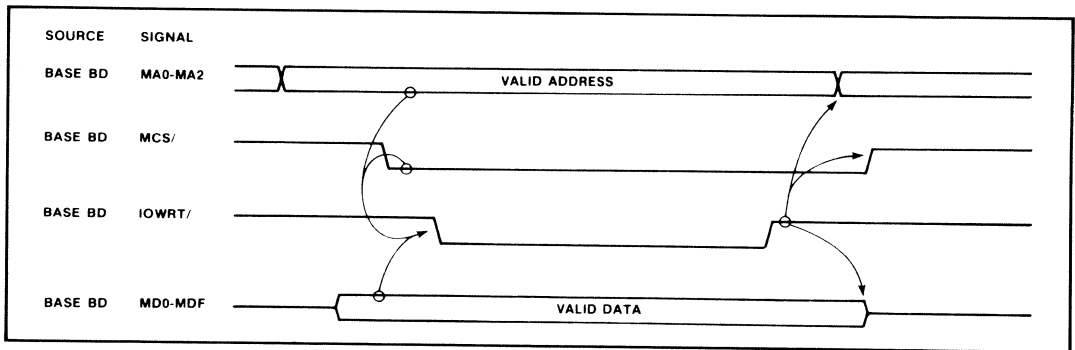 SOURCE SIGNAL
BASE BD MA0-MA2 VALID ADDRESS
BASE BD MCS/
BASE BD IOWRT/
BASE BD MD0-MDF VALID DATA